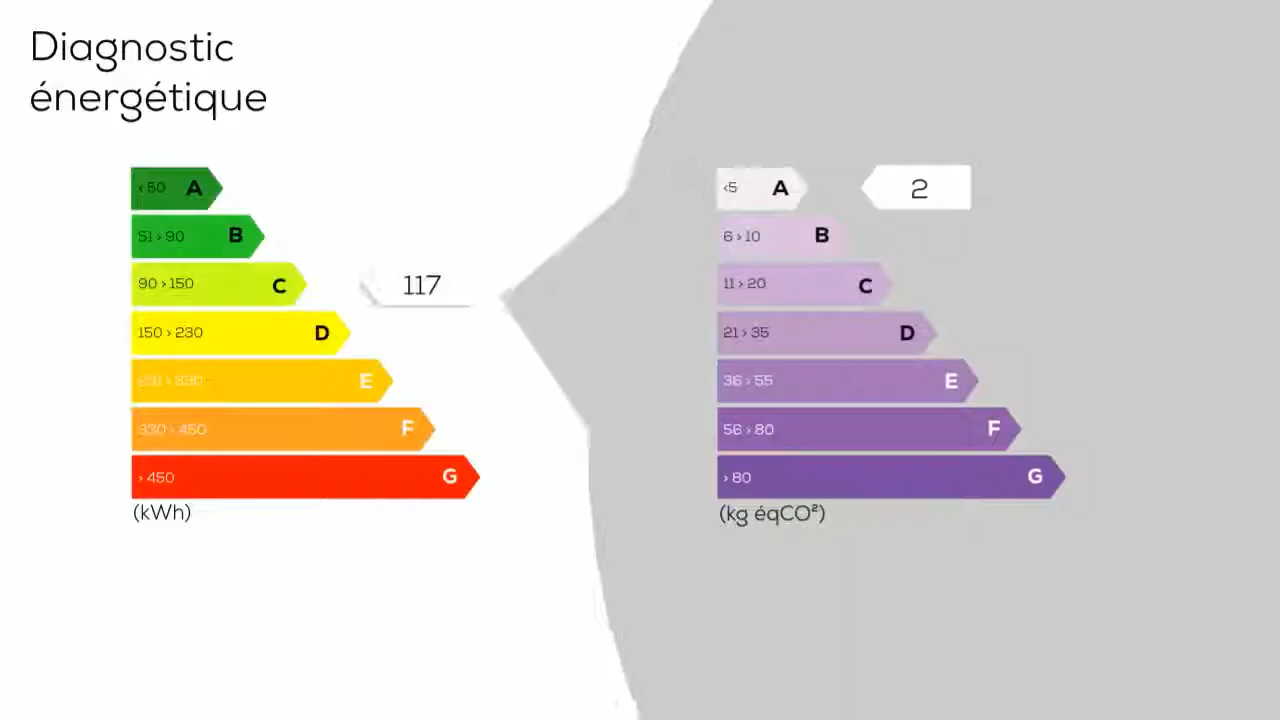 Diagnostic
énergétique
< 50 A
51 > 90 B
90 > 150 C
117
150 > 230 D
E
330 > 450 F
> 450 G
(kWh)
<5 A
2
6 > 10 B
11 > 20 C
21 > 35 D
36 > 55 E
56 > 80 F
> 80 G
(kg éqCO²)